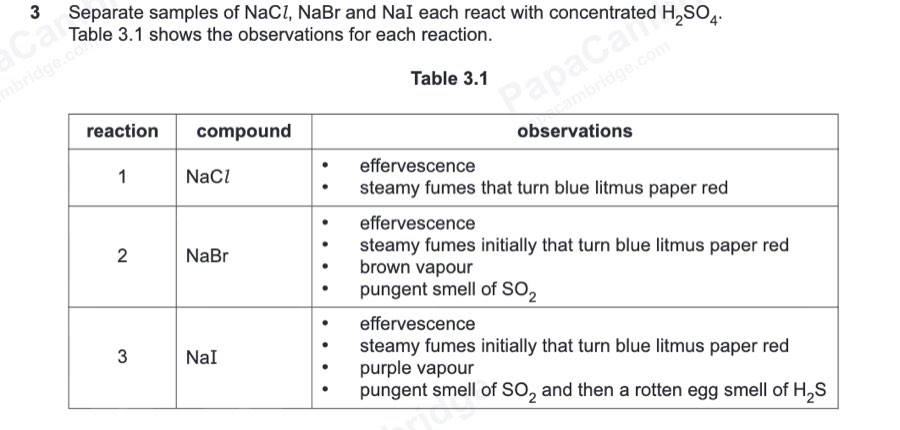 3 Separate samples of NaCl, NaBr and NaI each react with concentrated H₂SO₄.
Table 3.1 shows the observations for each reaction.
Table 3.1
reaction compound observations
1 NaCl • effervescence
• steamy fumes that turn blue litmus paper red
2 NaBr • effervescence
• steamy fumes initially that turn blue litmus paper red
• brown vapour
• pungent smell of SO₂
3 NaI • effervescence
• steamy fumes initially that turn blue litmus paper red
• purple vapour
• pungent smell of SO₂ and then a rotten egg smell of H₂S